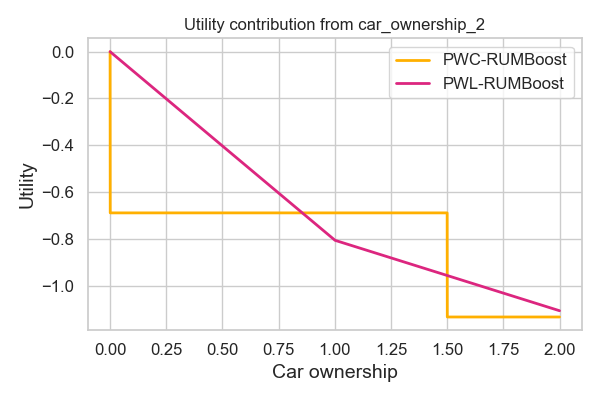 Utility contribution from car_ownership_2
PWC-RUMBoost
PWL-RUMBoost
Utility
0.0
−0.2
−0.4
−0.6
−0.8
−1.0
0.00 0.25 0.50 0.75 1.00 1.25 1.50 1.75 2.00
Car ownership